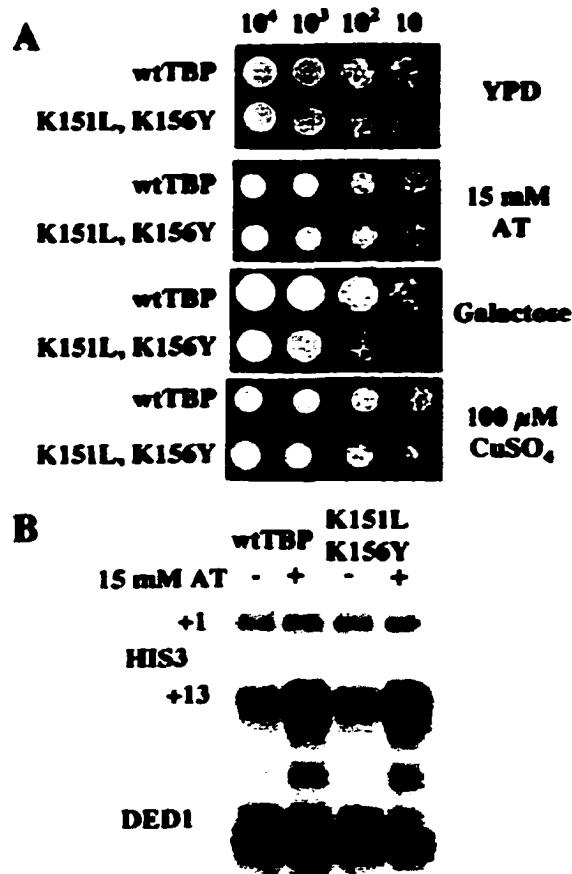 A
10⁴ 10³ 10² 10
wtTBP
K151L, K156Y
YPD
wtTBP
K151L, K156Y
15 mM
AT
wtTBP
K151L, K156Y
Galactose
wtTBP
K151L, K156Y
100 µM
CuSO₄
B
wtTBP
K151L
K156Y
15 mM AT - + - +
+1
HIS3
+13
DED1